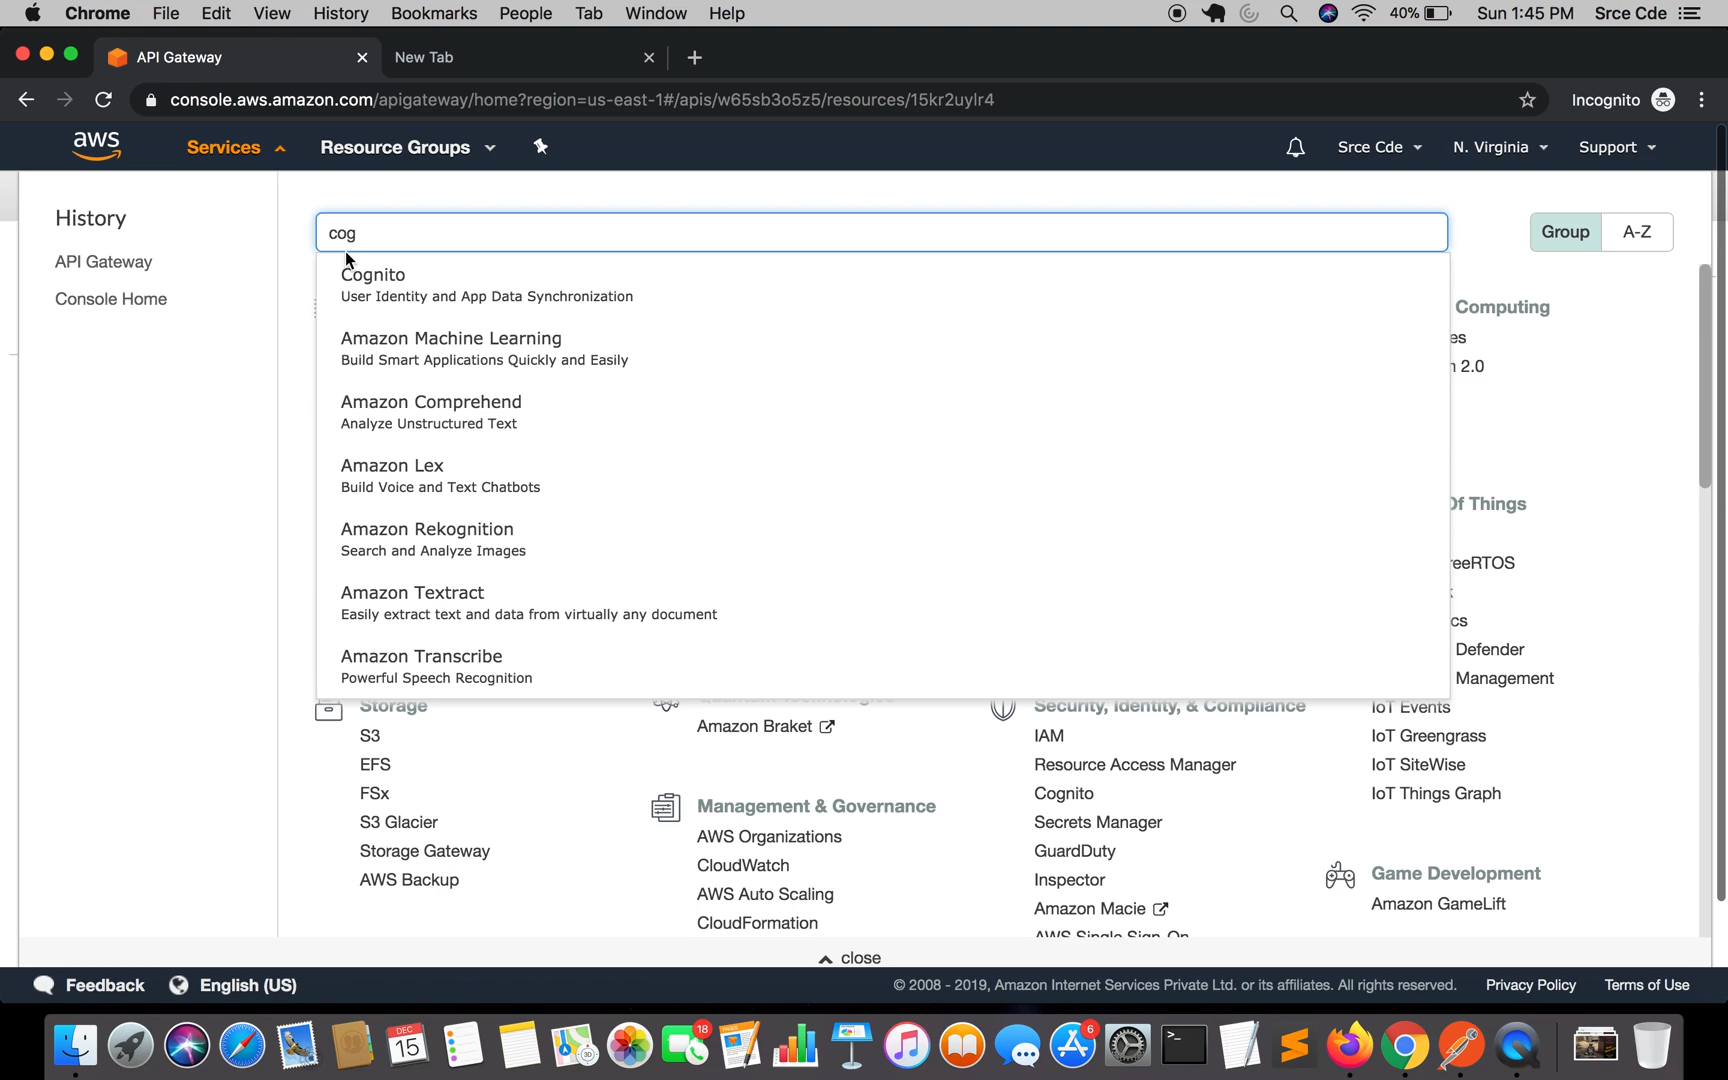 Chrome File Edit View History Bookmarks People Tab Window Help 40% Sun 1:45 PM Srce Cde
API Gateway New Tab
console.aws.amazon.com/apigateway/home?region=us-east-1#/apis/w65sb3o5z5/resources/15kr2uylr4 Incognito
aws Services Resource Groups Srce Cde N. Virginia Support
History
API Gateway
Console Home
cog
Group A-Z
Cognito
User Identity and App Data Synchronization
Amazon Machine Learning
Build Smart Applications Quickly and Easily
Amazon Comprehend
Analyze Unstructured Text
Amazon Lex
Build Voice and Text Chatbots
Amazon Rekognition
Search and Analyze Images
Amazon Textract
Easily extract text and data from virtually any document
Amazon Transcribe
Powerful Speech Recognition
Computing
es
2.0
Of Things
reeRTOS
cs
Defender
Management
IoT Events
IoT Greengrass
IoT SiteWise
IoT Things Graph
Storage
S3
EFS
FSx
S3 Glacier
Storage Gateway
AWS Backup
Amazon Braket
Management & Governance
AWS Organizations
CloudWatch
AWS Auto Scaling
CloudFormation
Security, Identity, & Compliance
IAM
Resource Access Manager
Cognito
Secrets Manager
GuardDuty
Inspector
Amazon Macie
AWS Single Sign-On
Game Development
Amazon GameLift
close
Feedback English (US) © 2008 - 2019, Amazon Internet Services Private Ltd. or its affiliates. All rights reserved. Privacy Policy Terms of Use
DEC
15
18
6